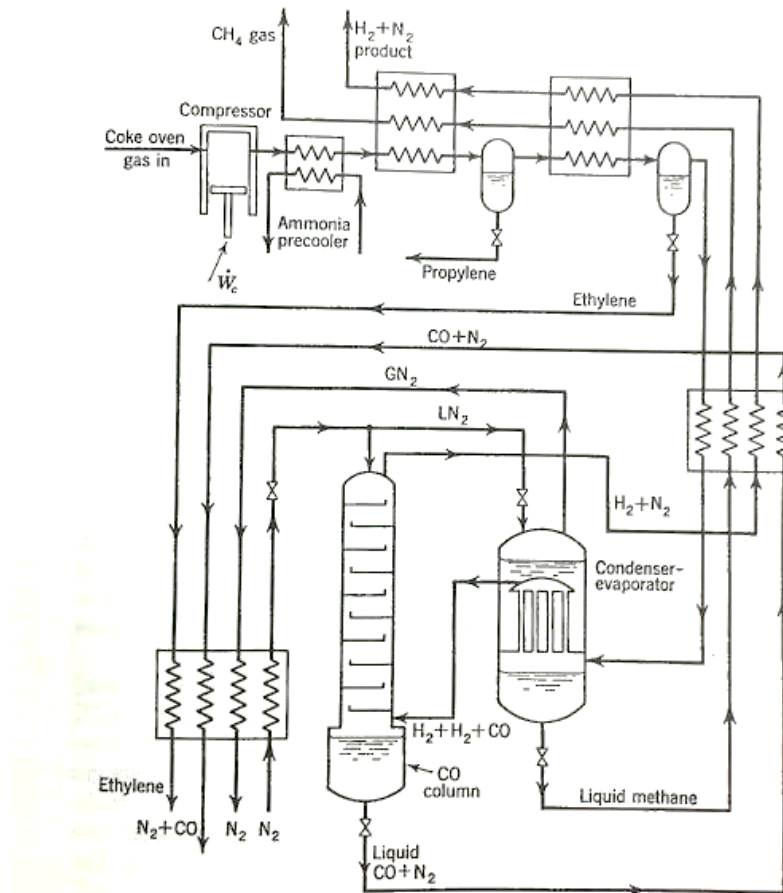 CH₄ gas
H₂+N₂
product
Compressor
Coke oven
gas in
Ammonia
precooler
Ẇc
Propylene
Ethylene
CO+N₂
GN₂
LN₂
H₂+N₂
Condenser-
evaporator
H₂+H₂+CO
CO
column
Ethylene
N₂+CO
N₂
N₂
Liquid methane
Liquid
CO+N₂